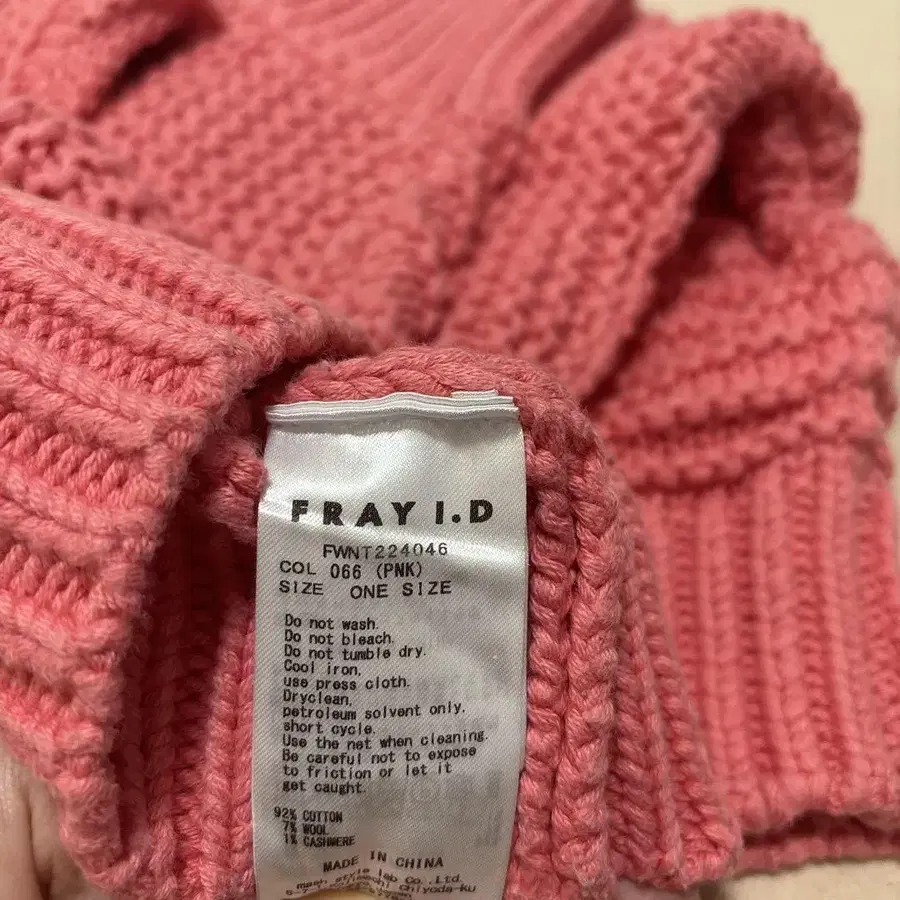 FRAY I.D
FWNT224046
COL 066 (PNK)
SIZE ONE SIZE
Do not wash.
Do not bleach.
Do not tumble dry.
Cool iron,
use press cloth.
Dryclean,
petroleum solvent only,
short cycle.
Use the net when cleaning.
Be careful not to expose
to friction or let it
get caught.
92% COTTON
7% WOOL
1% CASHMERE
MADE IN CHINA
mash style lab Co.,Ltd.
Chiyoda-ku